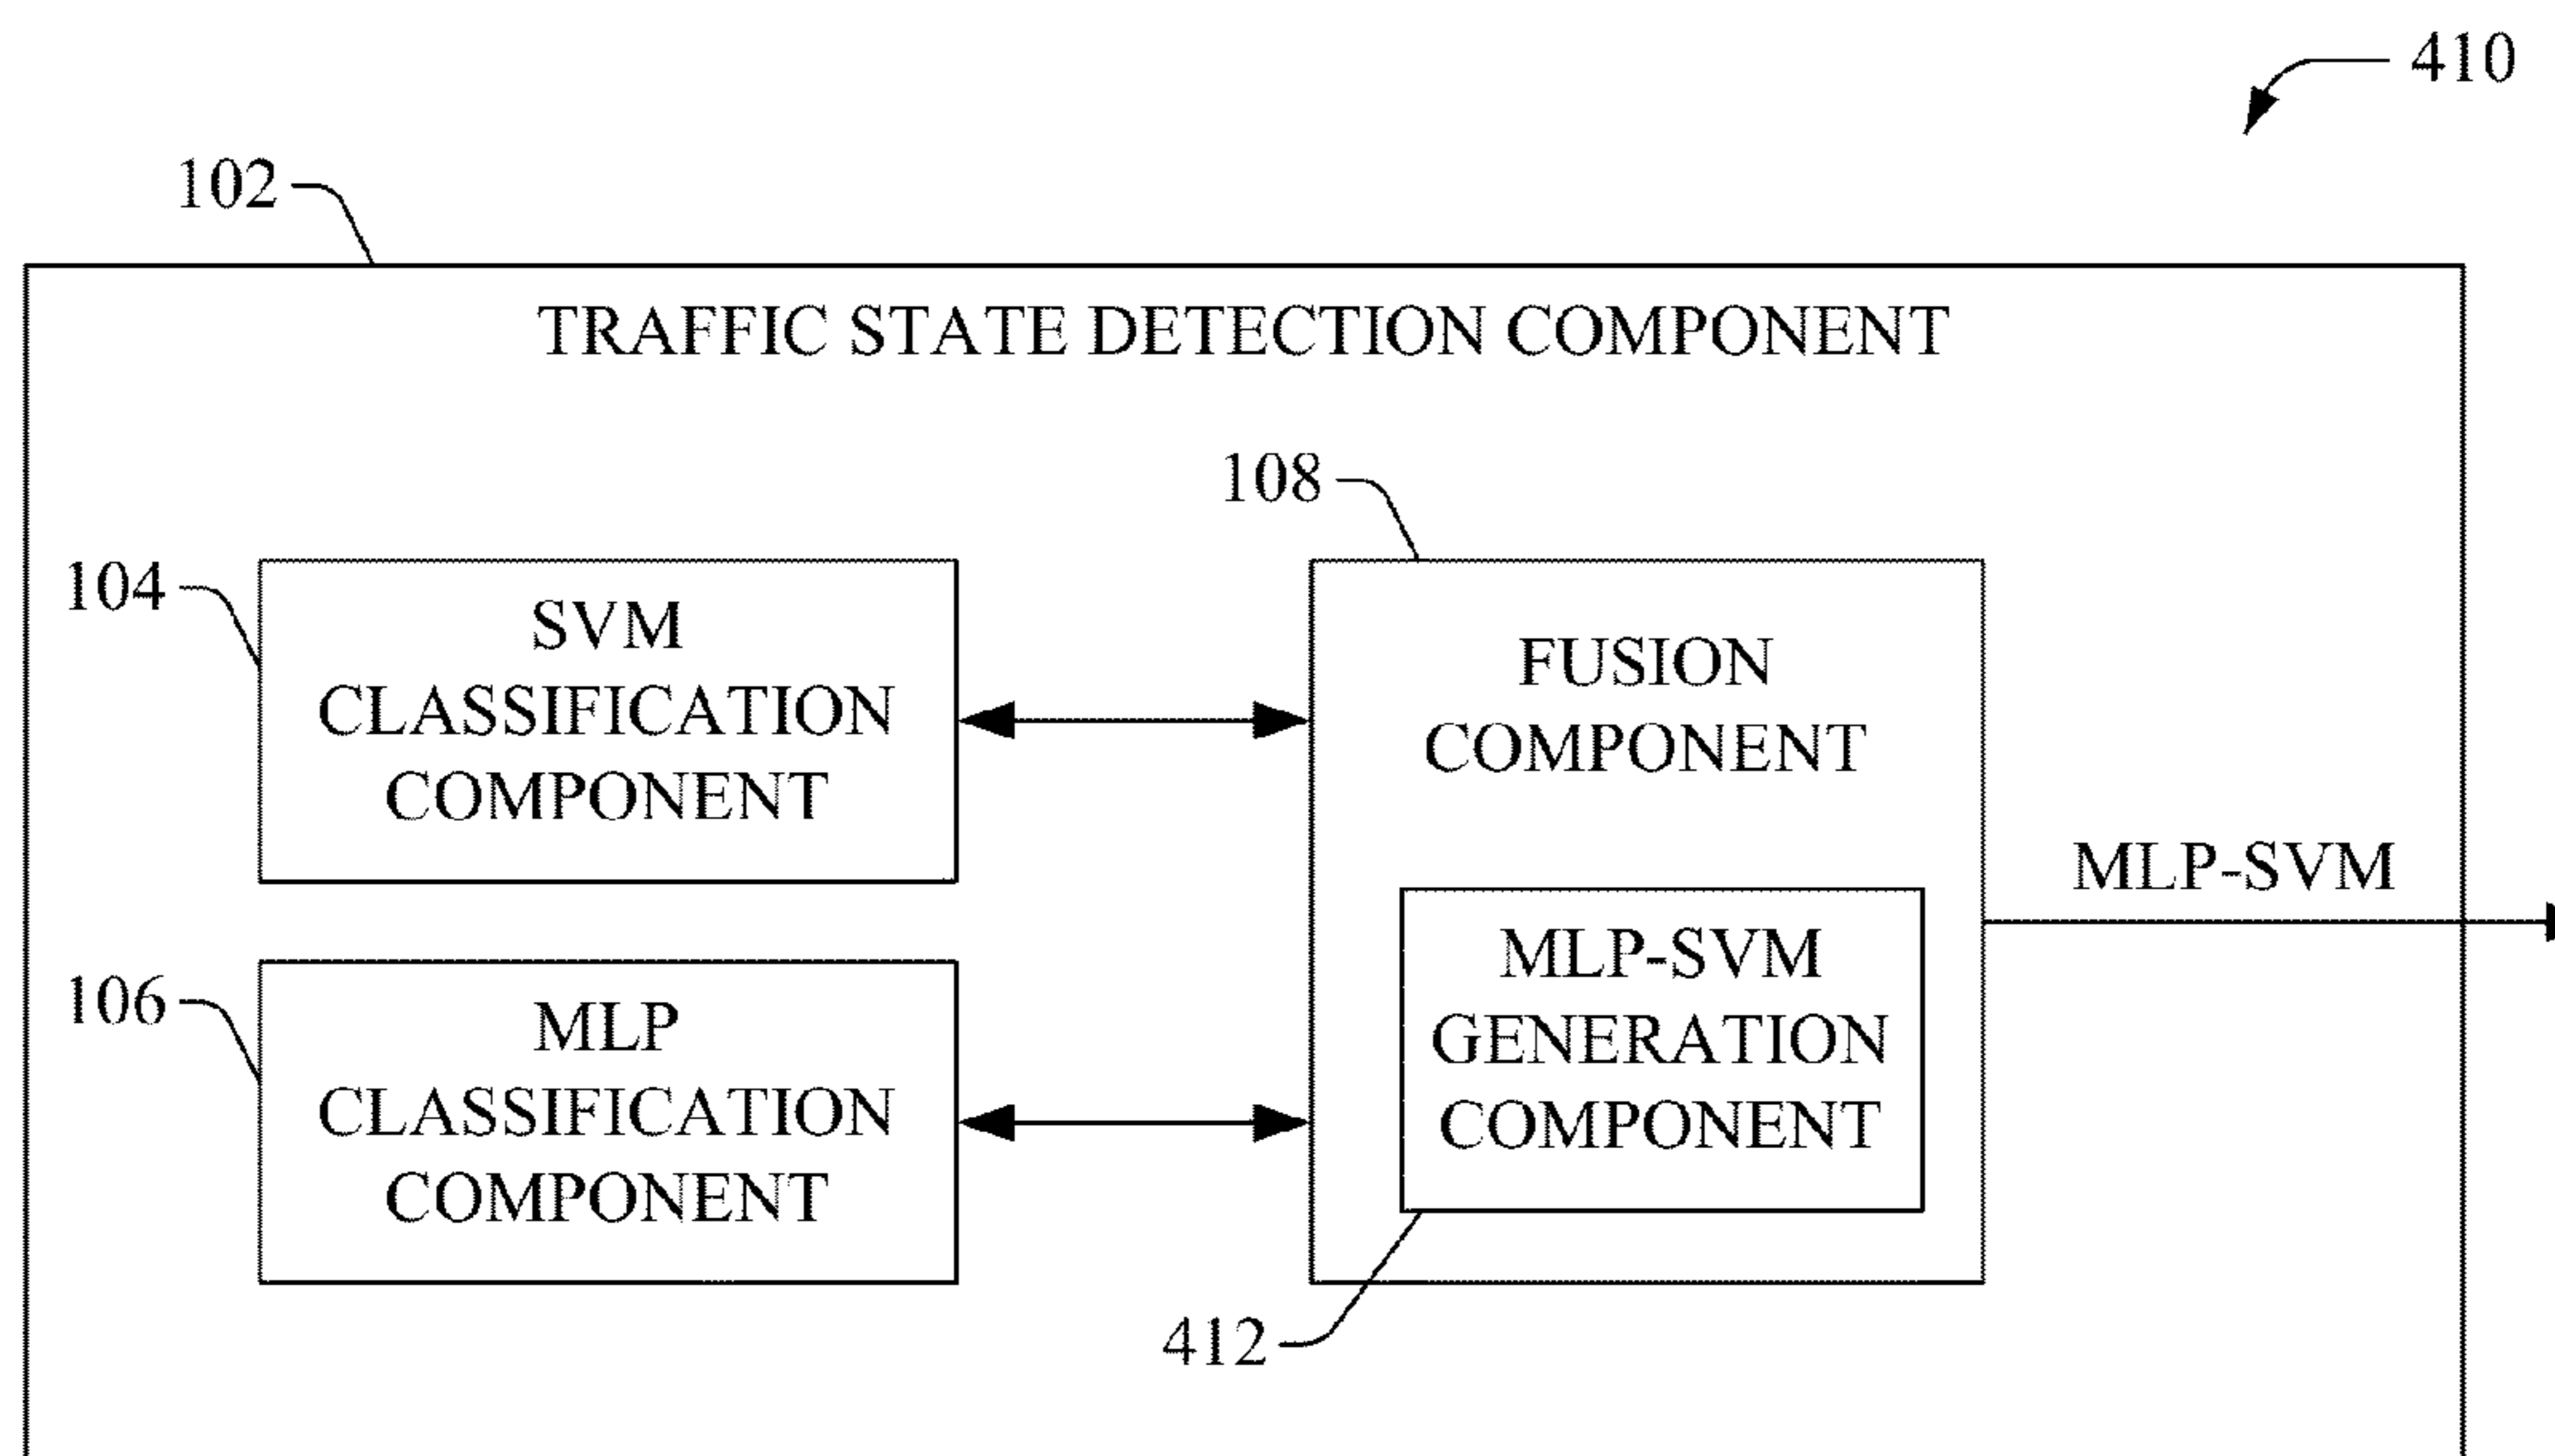 410
102
TRAFFIC STATE DETECTION COMPONENT
108
104
SVM
CLASSIFICATION
COMPONENT
FUSION
COMPONENT
MLP-SVM
106
MLP
CLASSIFICATION
COMPONENT
MLP-SVM
GENERATION
COMPONENT
412